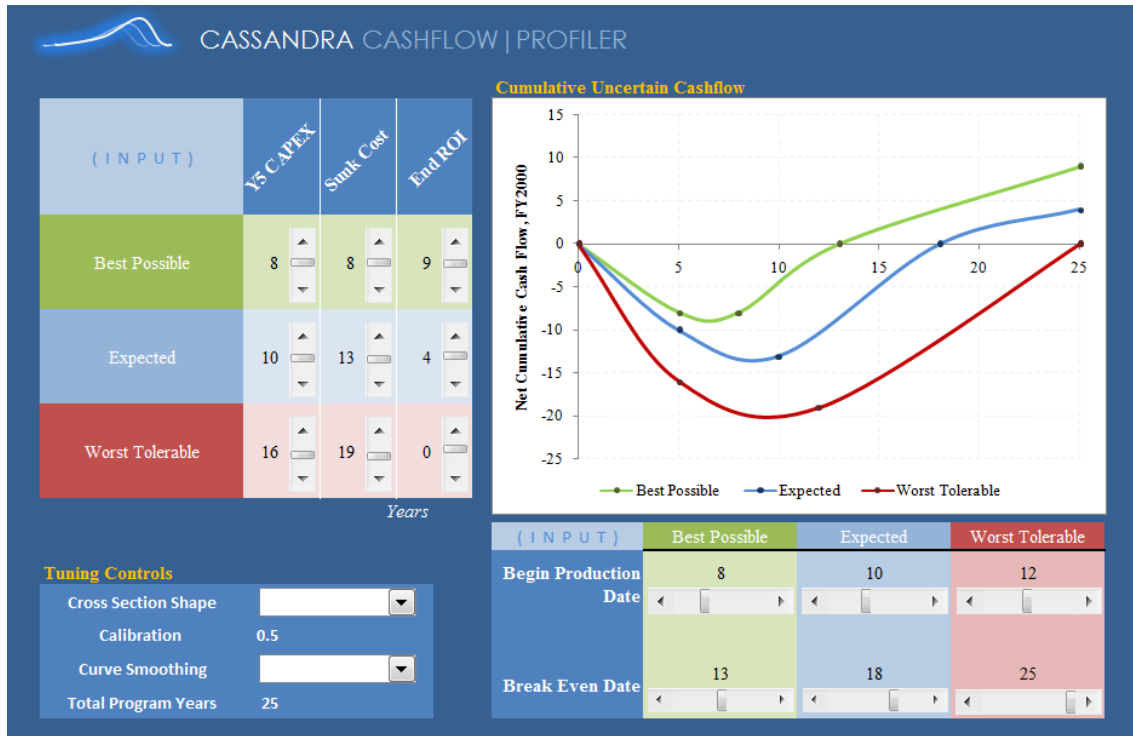 CASSANDRA CASHFLOW|PROFILER
(INPUT) Y5 CAPEX Sunk Cost End ROI
Best Possible 8 8 9
Expected 10 13 4
Worst Tolerable 16 19 0
Years
Tuning Controls
Cross Section Shape
Calibration 0.5
Curve Smoothing
Total Program Years 25
Cumulative Uncertain Cashflow
Net Cumulative Cash Flow, FY2000
15
10
5
0
-5
-10
-15
-20
-25
0 5 10 15 20 25
Best Possible Expected Worst Tolerable
(INPUT) Best Possible Expected Worst Tolerable
Begin Production 8 10 12
Date
Break Even Date 13 18 25